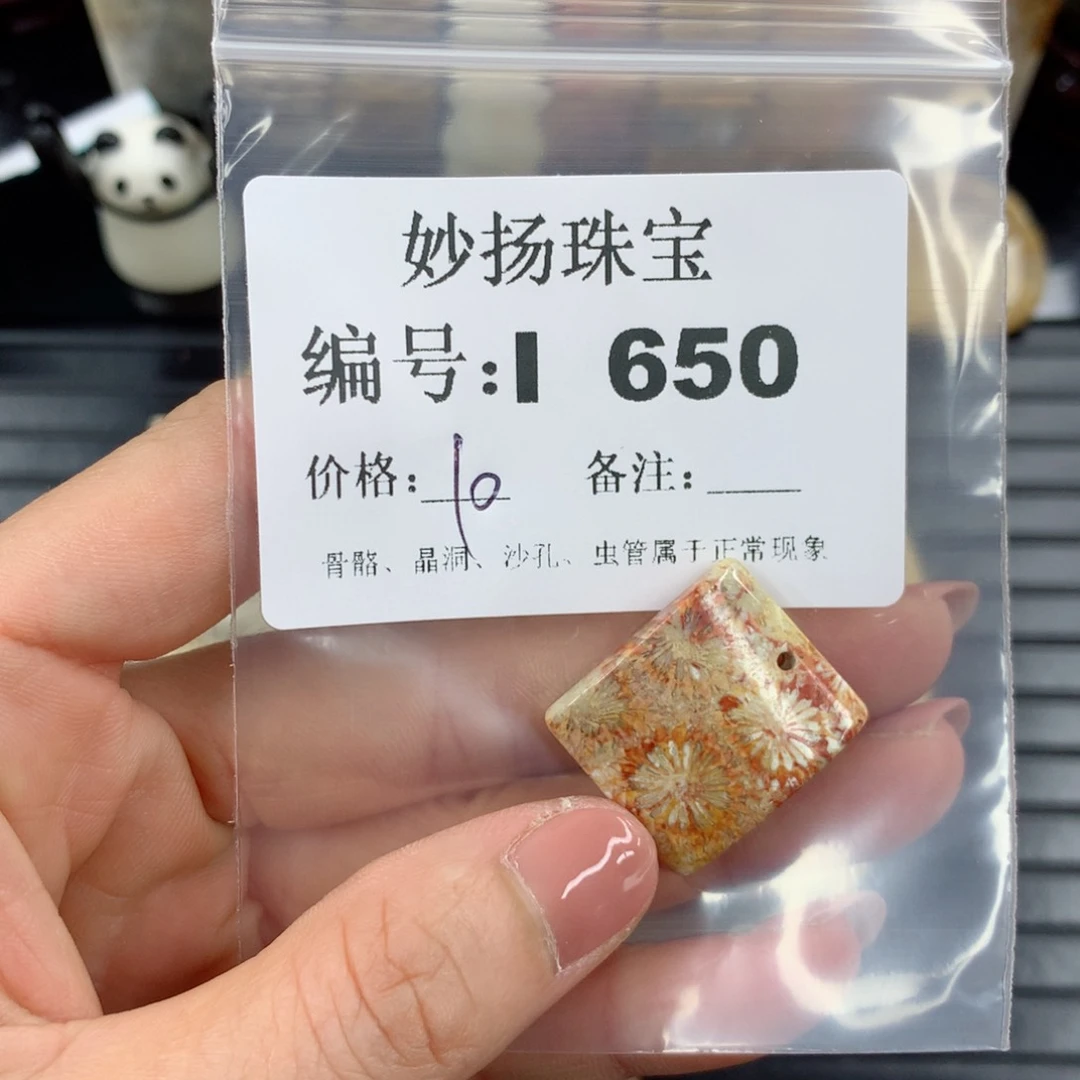 妙扬珠宝
编号:I 650
价格:10 备注:____
骨骼、晶洞、沙孔、虫管属于正常现象